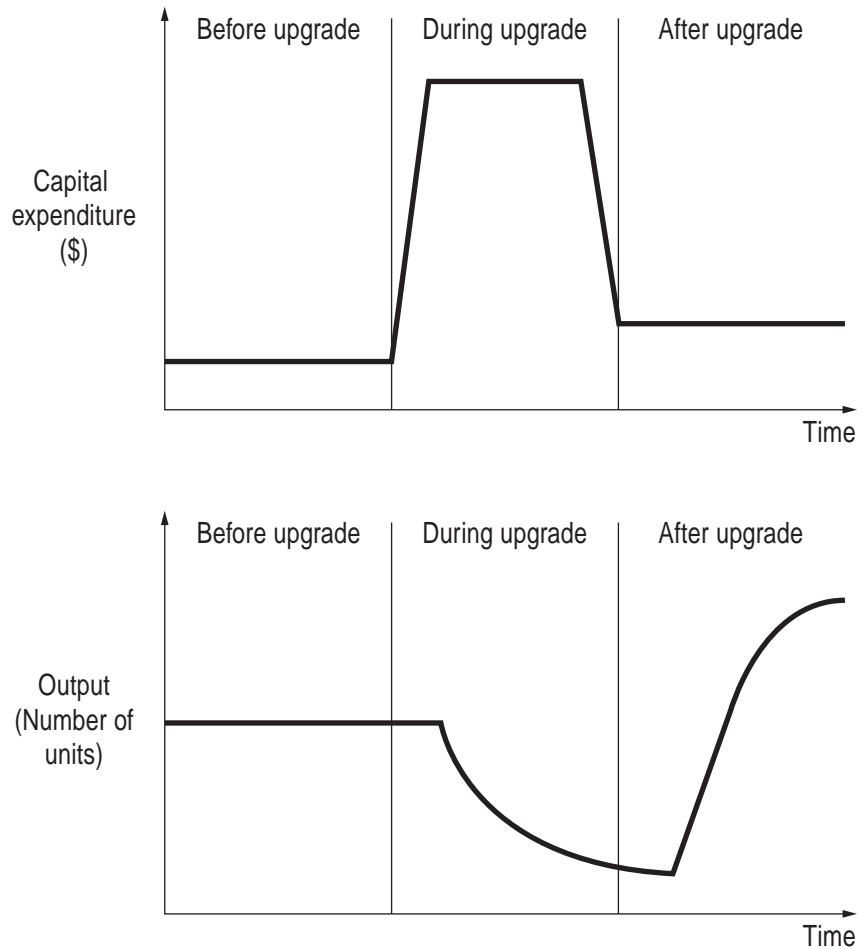 Before upgrade
During upgrade
After upgrade
Capital
expenditure
($)
Time
Before upgrade
During upgrade
After upgrade
Output
(Number of
units)
Time